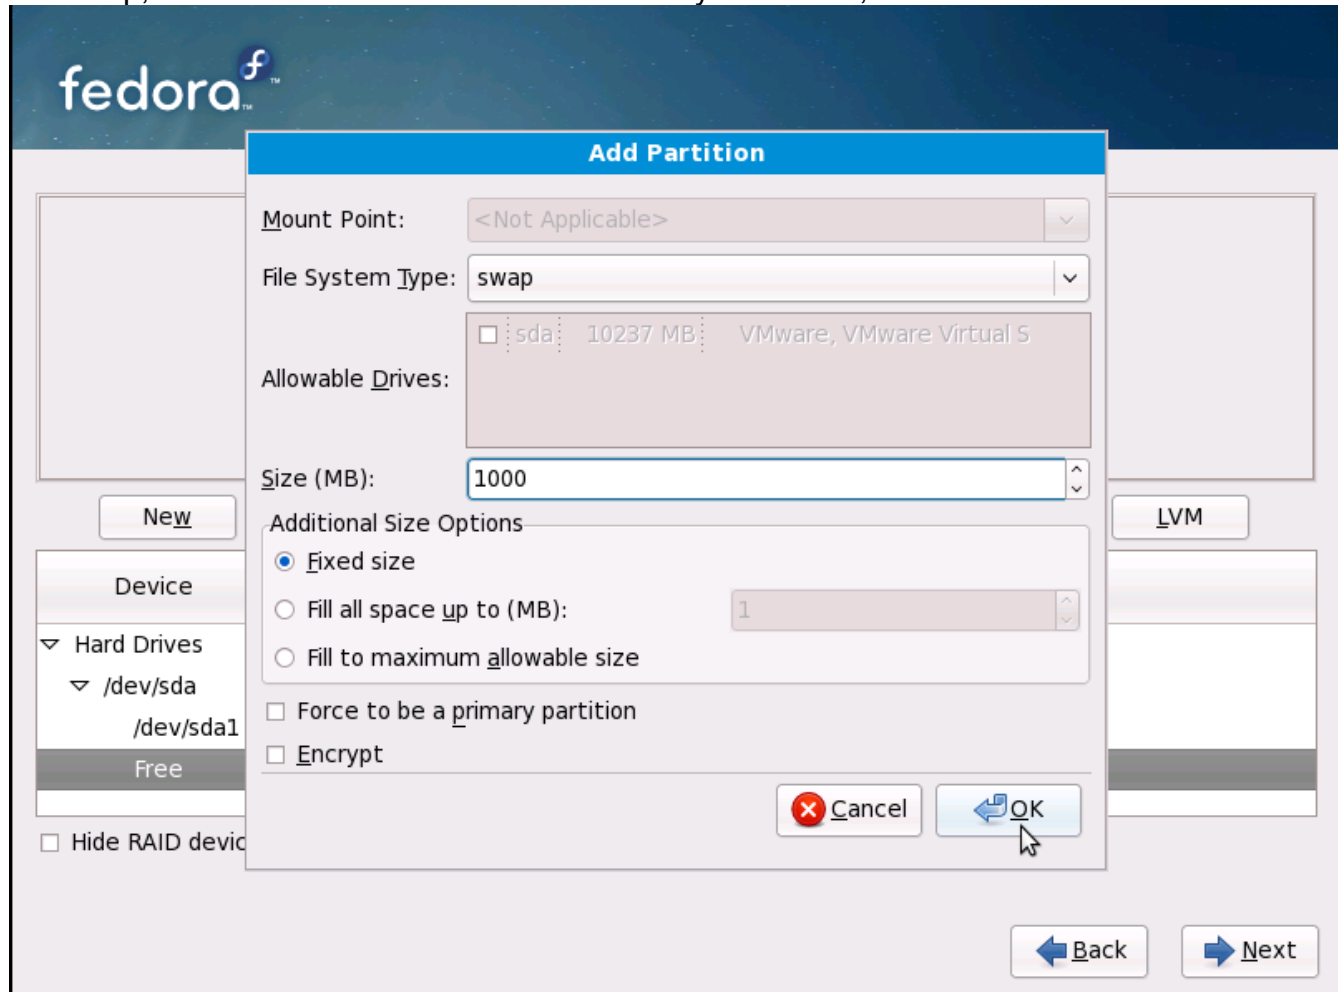 fedora
Add Partition
Mount Point: <Not Applicable>
File System Type: swap
sda 10237 MB VMware, VMware Virtual S
Allowable Drives:
Size (MB): 1000
New
LVM
Additional Size Options
Fixed size
Device
Fill all space up to (MB): 1
Hard Drives
Fill to maximum allowable size
/dev/sda
Force to be a primary partition
/dev/sda1
Encrypt
Free
Cancel
OK
Hide RAID devic
Back
Next